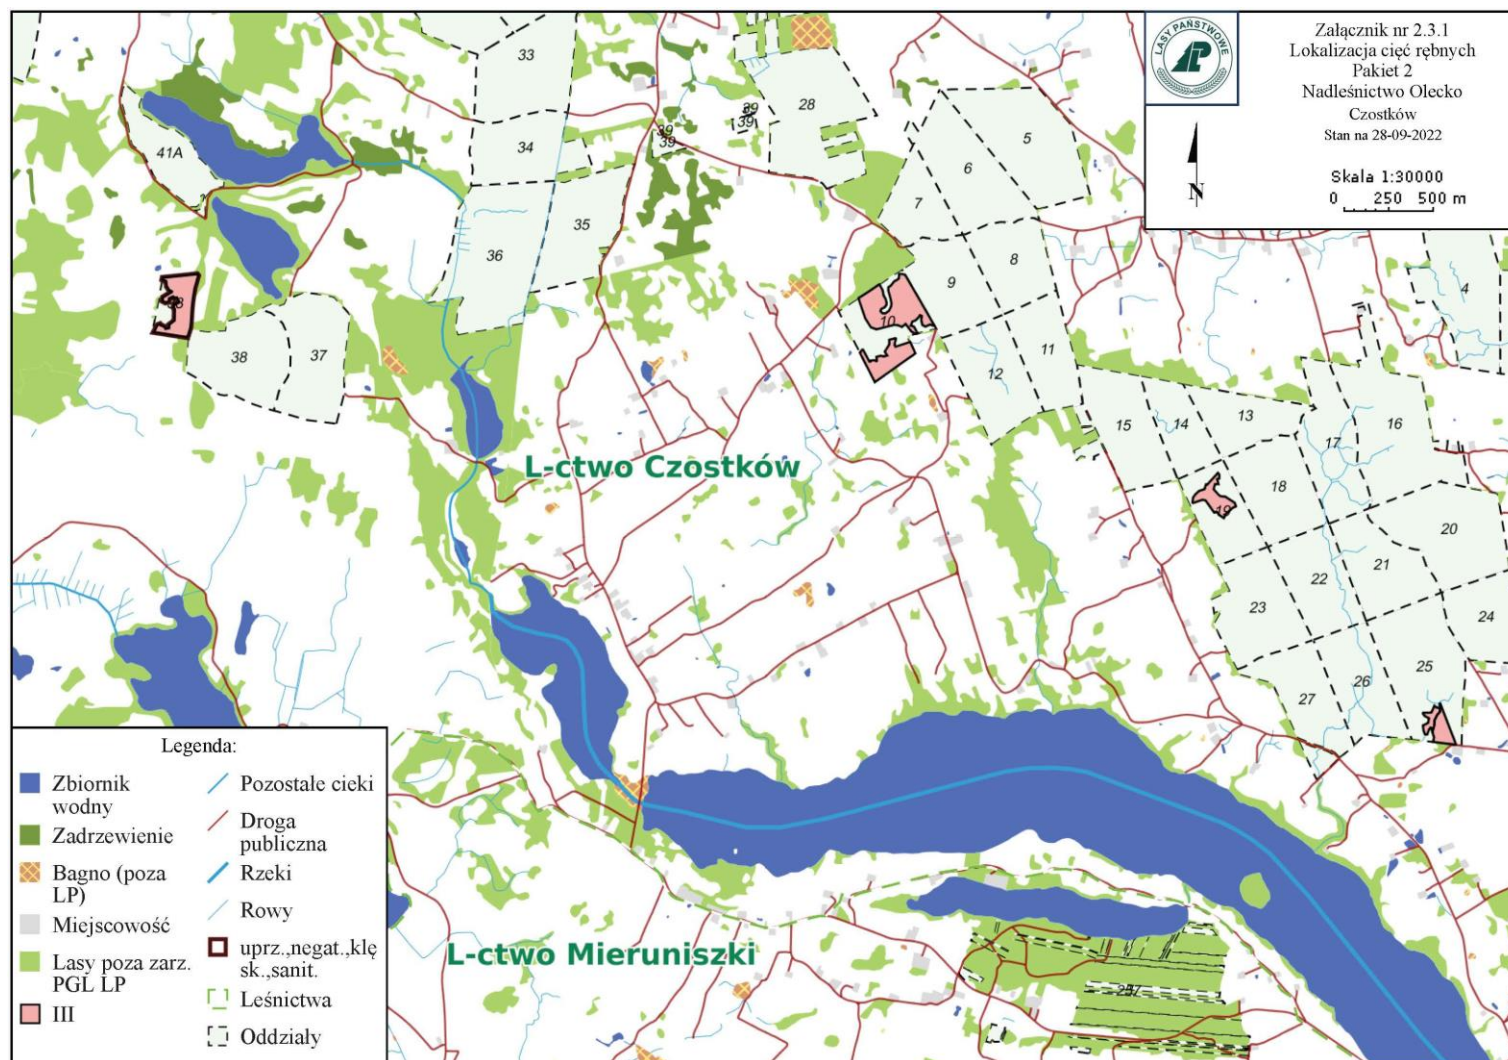 LASY PAŃSTWOWE
Załącznik nr 2.3.1
Lokalizacja cięć rębnych
Pakiet 2
Nadleśnictwo Olecko
Czostków
Stan na 28-09-2022
N
Skala 1:30000
0 250 500 m
33
28
39
39
34
39
39
41A
5
6
7
35
36
8
9
4
10
38
37
11
12
13
14
15
16
17
L-ctwo Czostków
18
19
20
21
22
23
24
25
26
27
L-ctwo Mieruniszki
Legenda:
Zbiornik
wodny
Zadrzewienie
Bagno (poza
LP)
Miejscowość
Lasy poza zarz.
PGL LP
III
Pozostałe cieki
Droga
publiczna
Rzeki
Rowy
uprz.,negat.,klę
sk.,sanit.
Leśnictwa
Oddziały